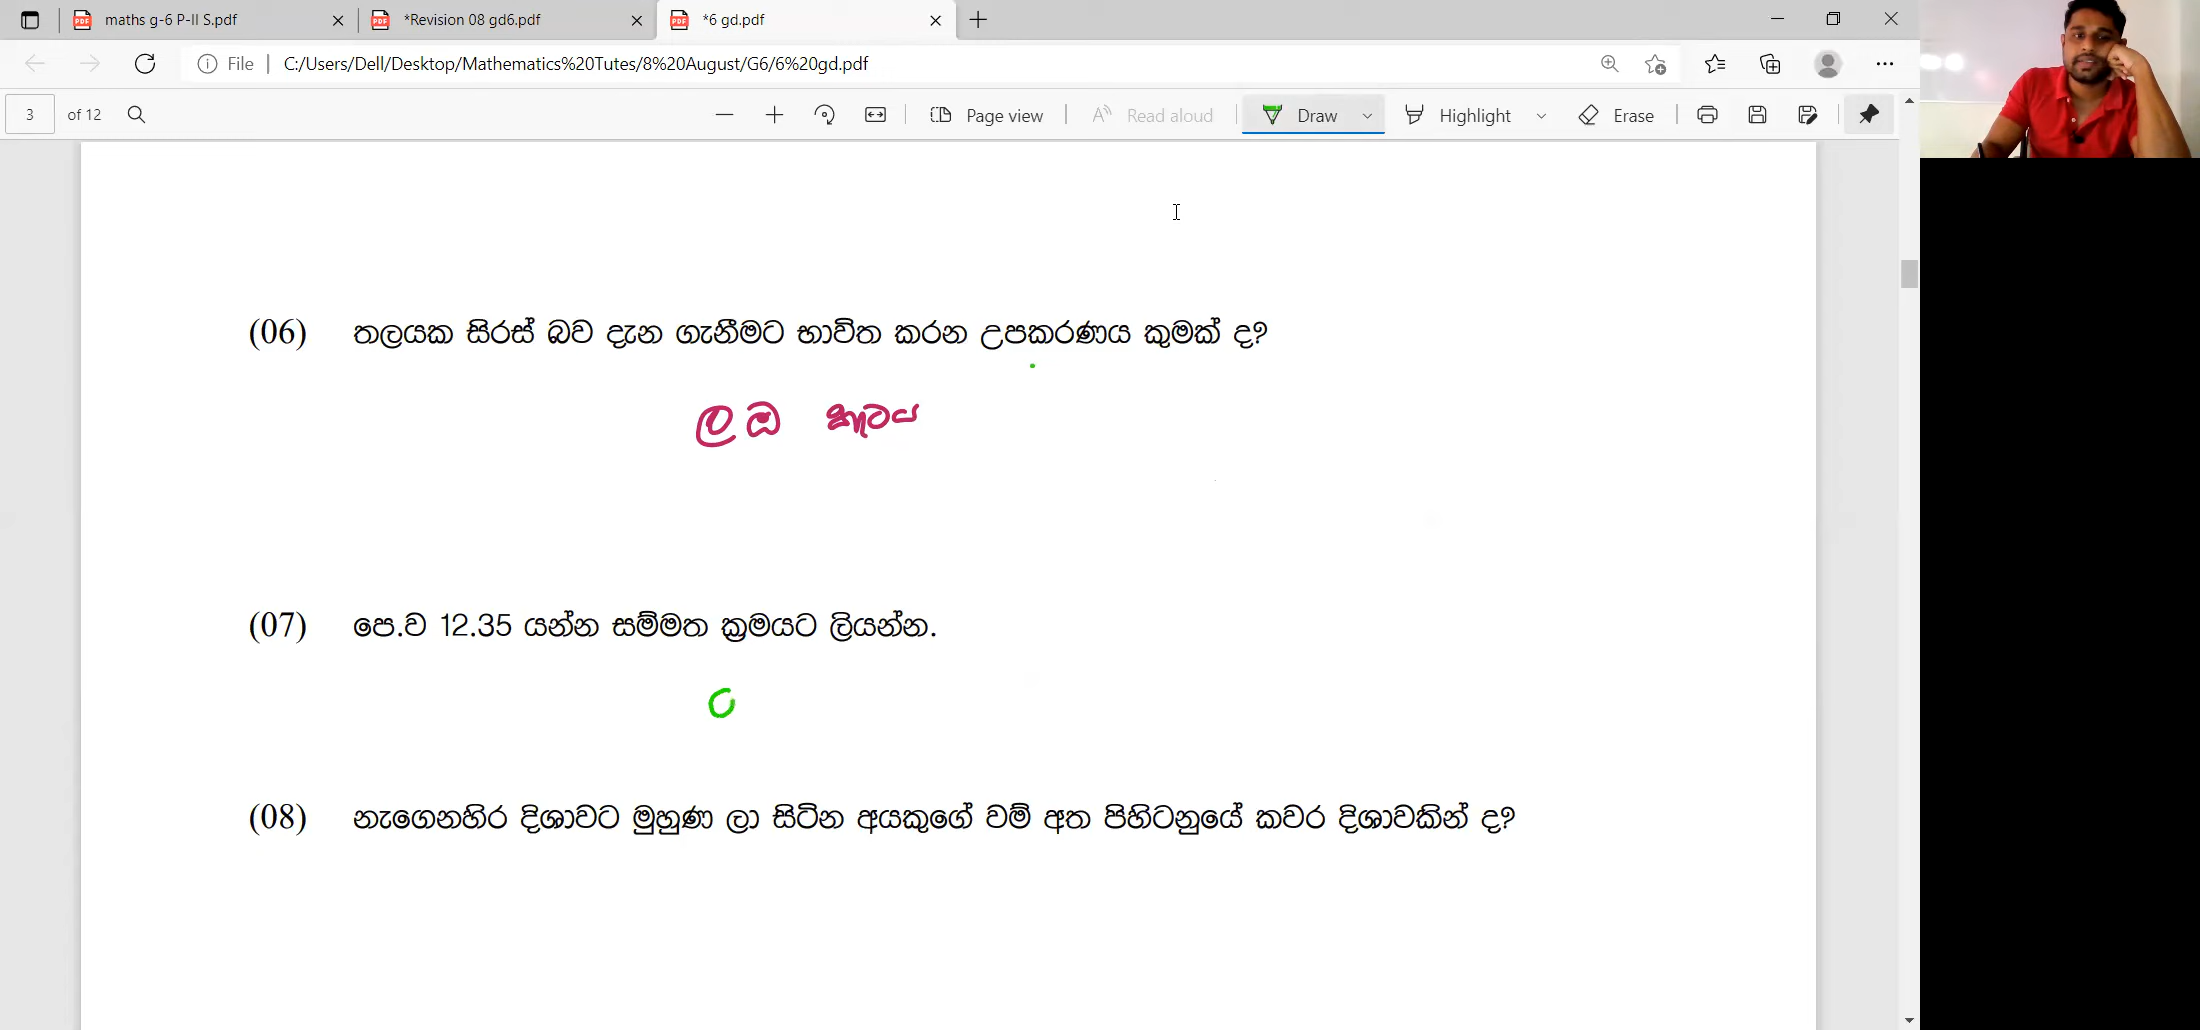 maths g-6 P-II S.pdf *Revision 08 gd6.pdf *6 gd.pdf
File C:/Users/Dell/Desktop/Mathematics%20Tutes/8%20August/G6/6%20gd.pdf
3 of 12 Page view Read aloud Draw Highlight Erase
(06) තලයක සිරස් බව දැන ගැනීමට භාවිත කරන උපකරණය කුමක් ද?
ල ඔ
(07) පෙ.ව 12.35 යන්න සම්මත ක්‍රමයට ලියන්න.
0
(08) නැගෙනහිර දිශාවට මුහුණ ලා සිටින අයකුගේ වම් අත පිහිටනුයේ කවර දිශාවකින් ද?